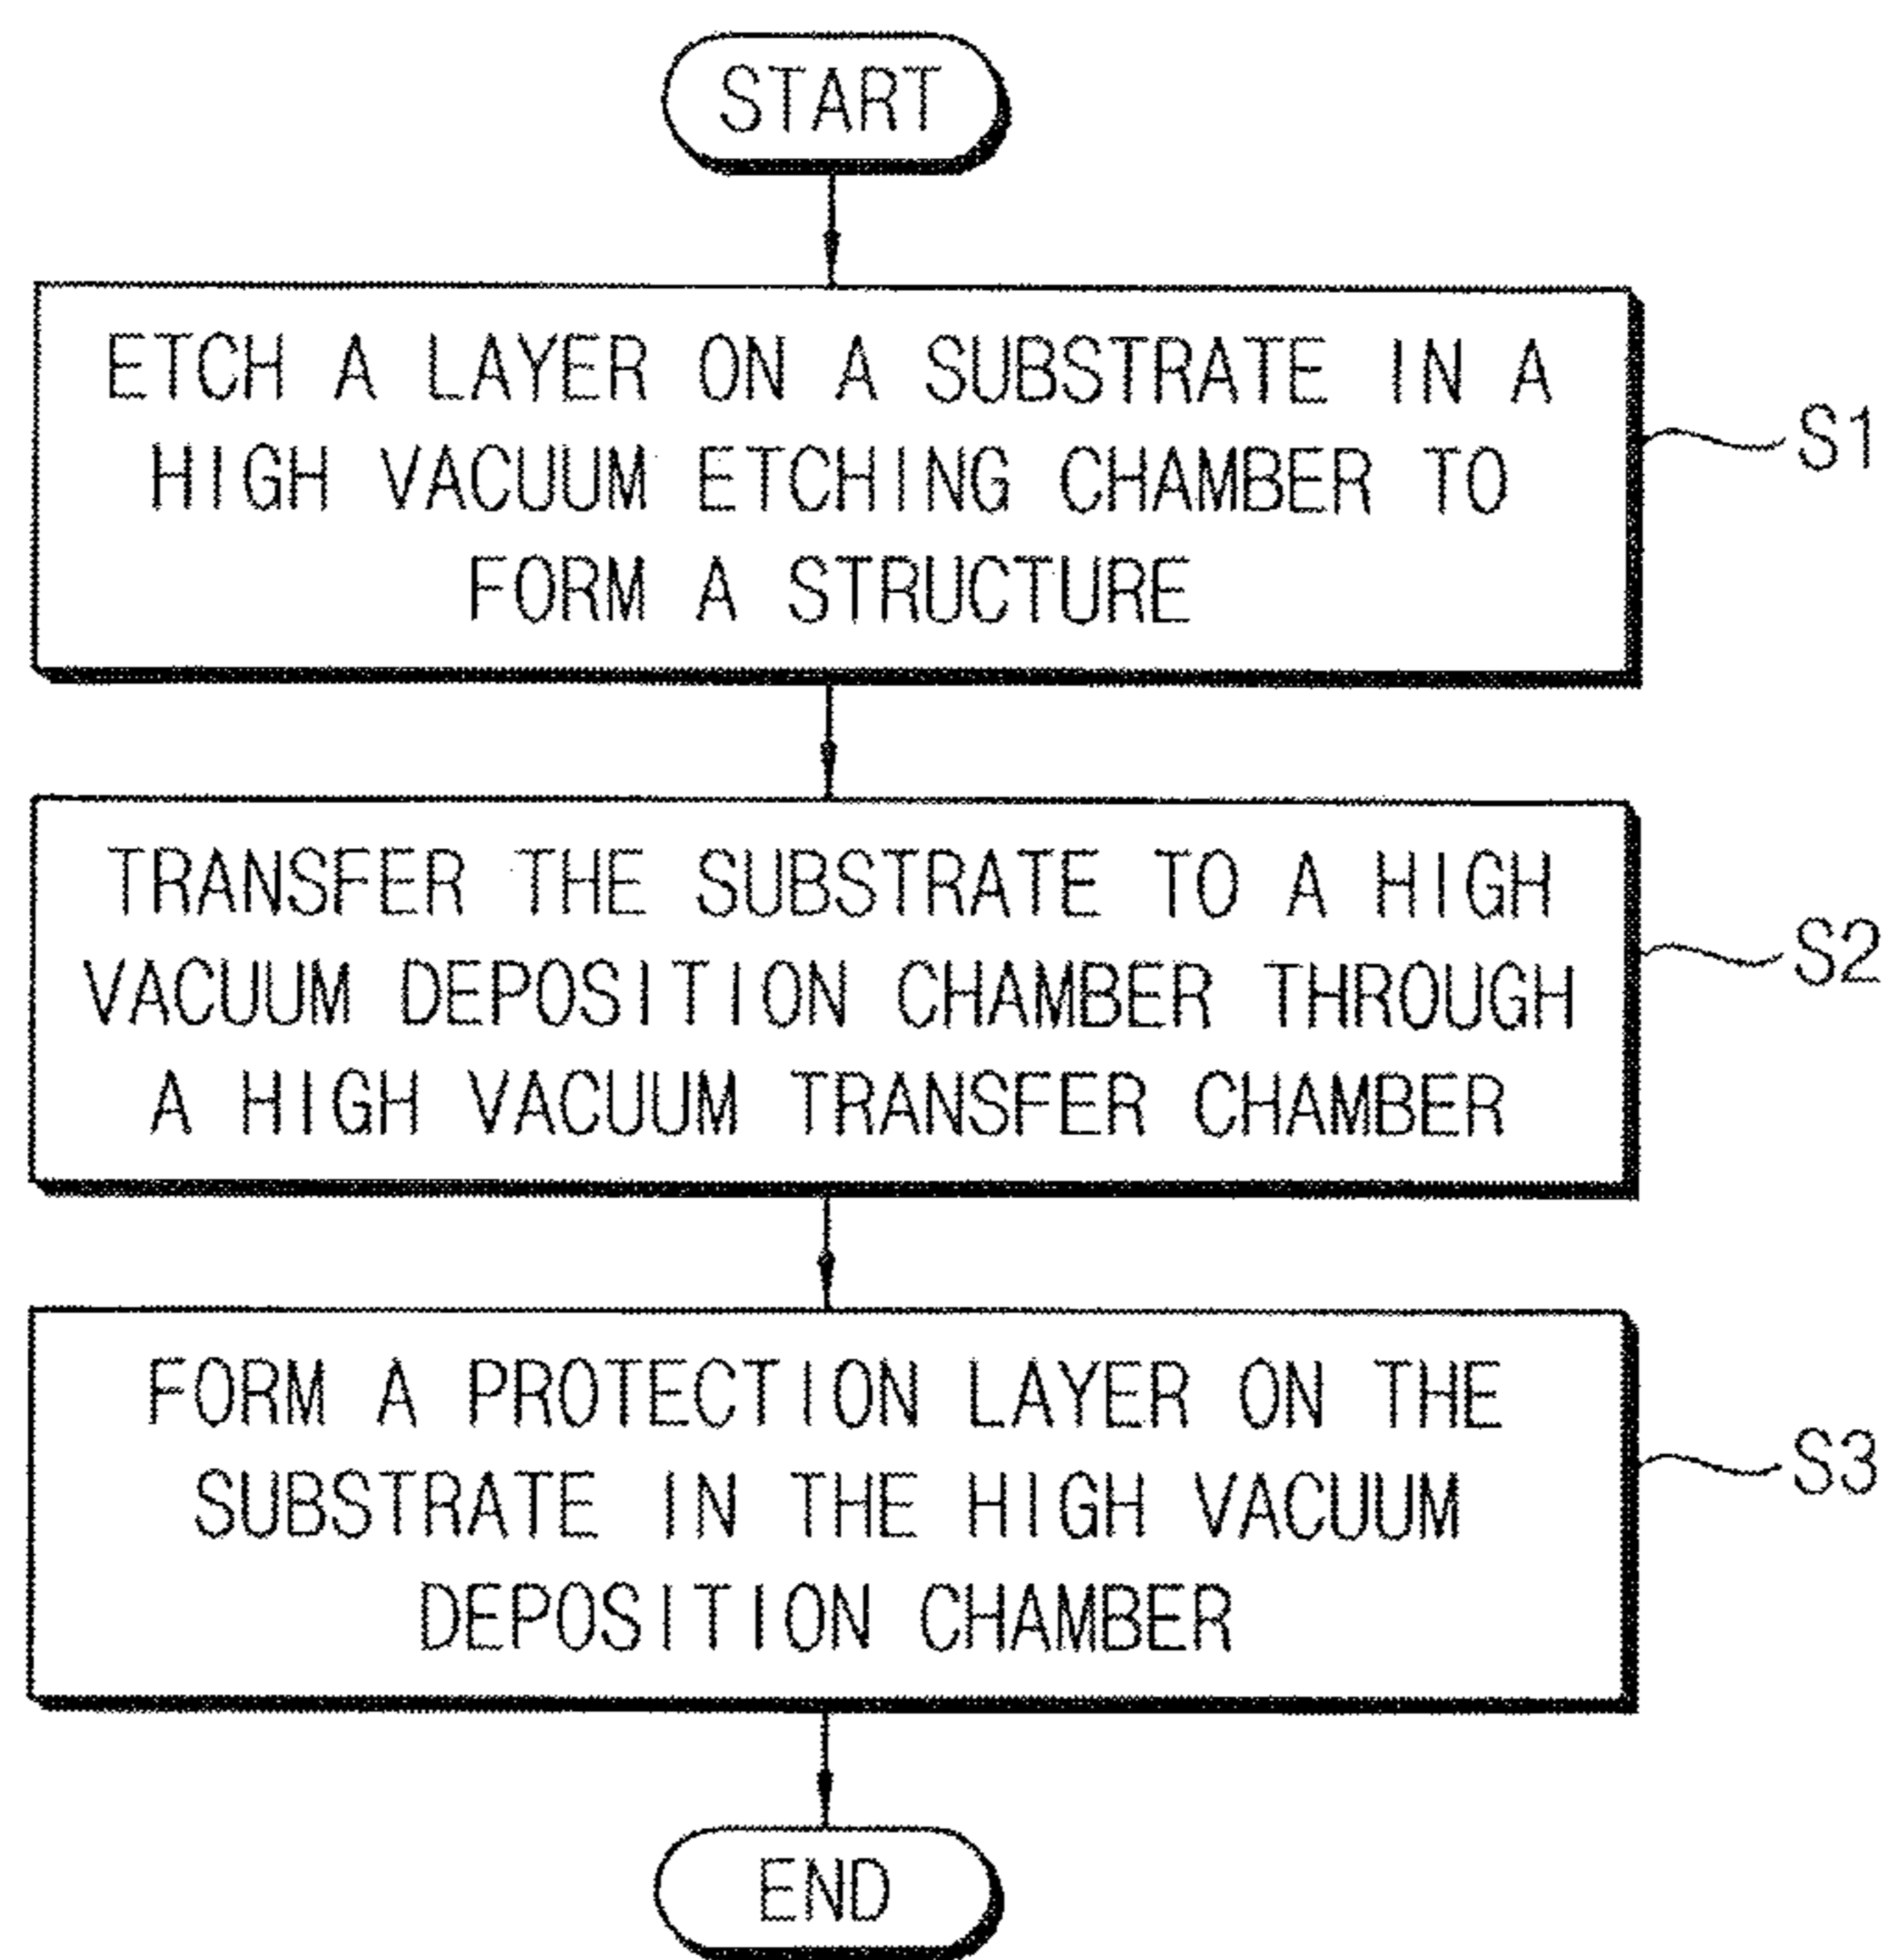 START
ETCH A LAYER ON A SUBSTRATE IN A
HIGH VACUUM ETCHING CHAMBER TO
FORM A STRUCTURE
S1
TRANSFER THE SUBSTRATE TO A HIGH
VACUUM DEPOSITION CHAMBER THROUGH
A HIGH VACUUM TRANSFER CHAMBER
S2
FORM A PROTECTION LAYER ON THE
SUBSTRATE IN THE HIGH VACUUM
DEPOSITION CHAMBER
S3
END